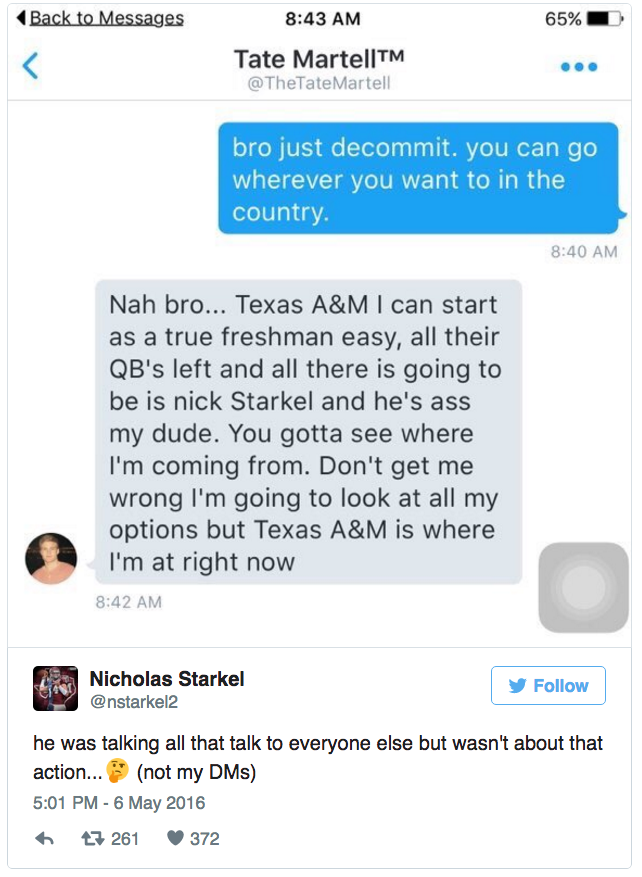 Back to Messages 8:43 AM 65%
Tate Martell™
@TheTateMartell
bro just decommit. you can go
wherever you want to in the
country.
8:40 AM
Nah bro... Texas A&M I can start
as a true freshman easy, all their
QB's left and all there is going to
be is nick Starkel and he's ass
my dude. You gotta see where
I'm coming from. Don't get me
wrong I'm going to look at all my
options but Texas A&M is where
I'm at right now
8:42 AM
Nicholas Starkel
@nstarkel2
Follow
he was talking all that talk to everyone else but wasn't about that
action...🤔 (not my DMs)
5:01 PM - 6 May 2016
261 372